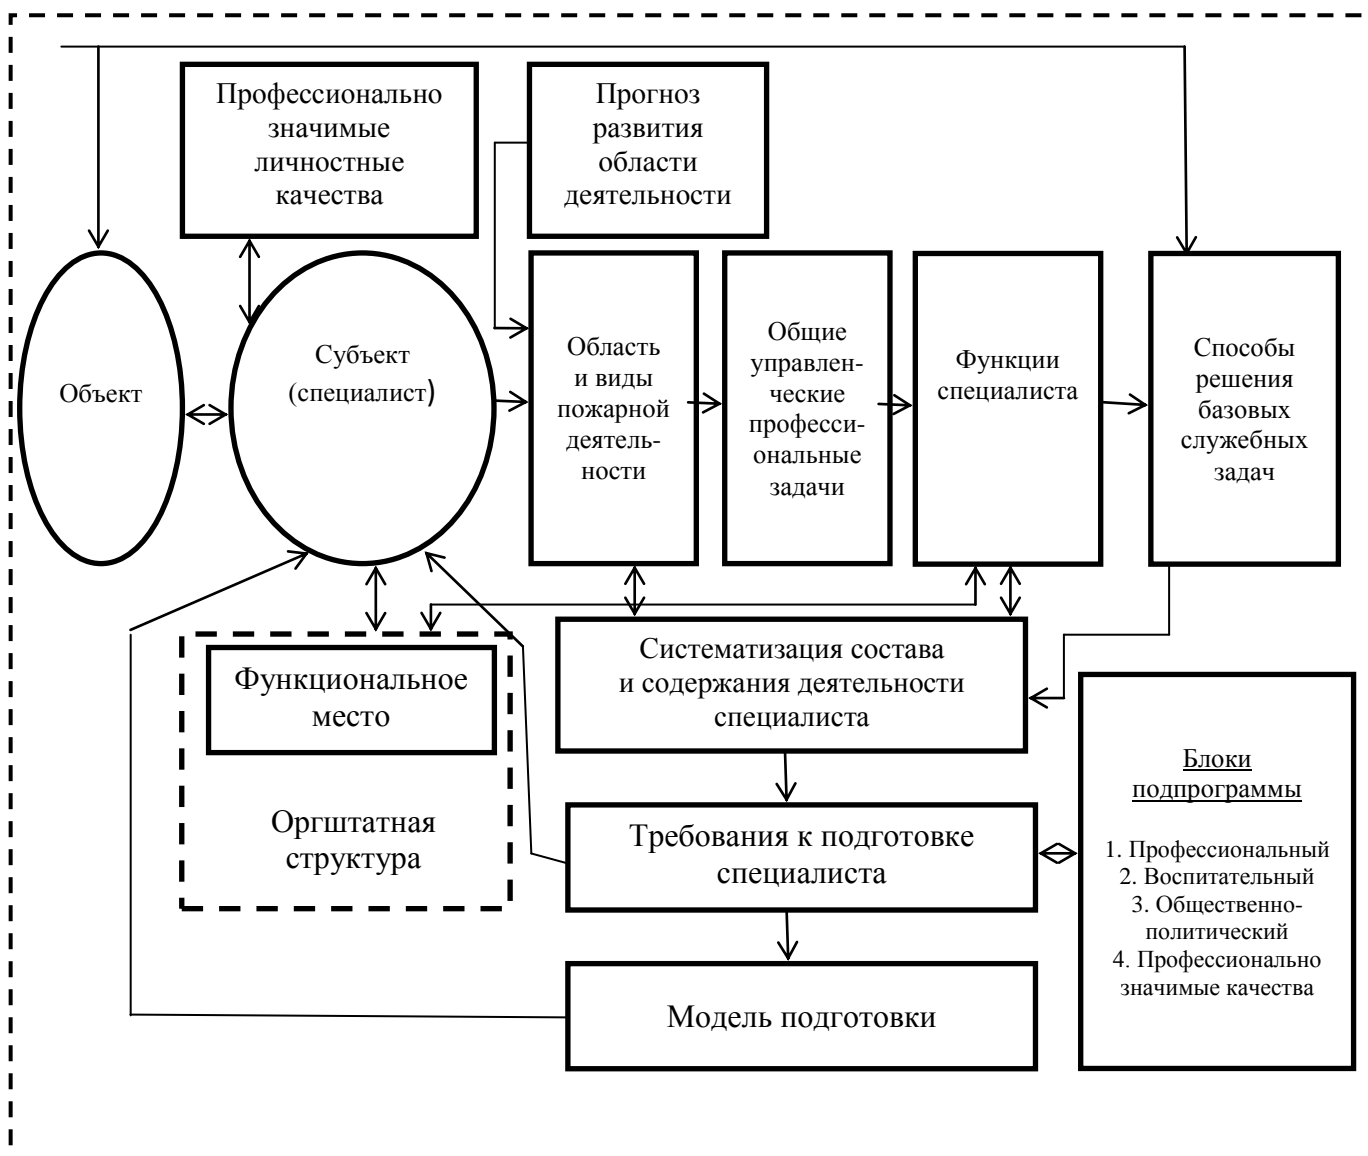 Профессионально
значимые
личностные
качества
Прогноз
развития
области
деятельности
Объект
Субъект
(специалист)
Область
и виды
пожарной
деятель-
ности
Общие
управлен-
ческие
професси-
ональные
задачи
Функции
специалиста
Способы
решения
базовых
служебных
задач
Функциональное
место
Оргштатная
структура
Систематизация состава
и содержания деятельности
специалиста
Требования к подготовке
специалиста
Модель подготовки
Блоки
подпрограммы
1. Профессиональный
2. Воспитательный
3. Общественно-
политический
4. Профессионально
значимые качества